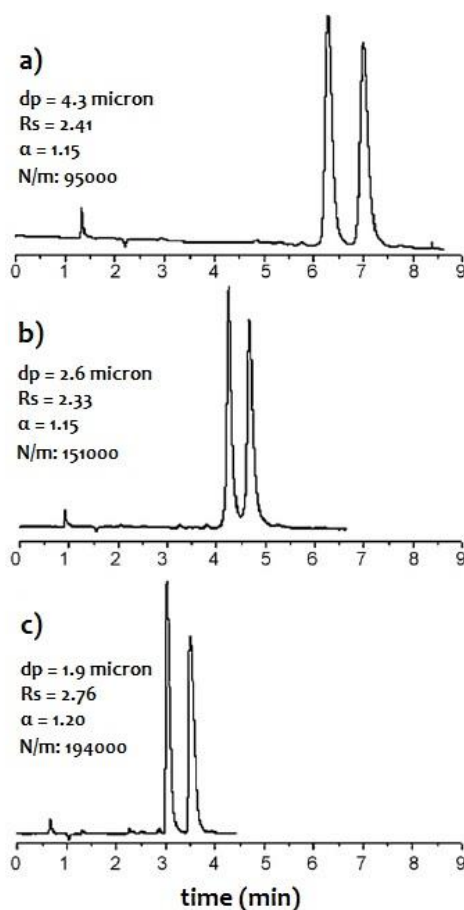 a)
dp = 4.3 micron
Rs = 2.41
α = 1.15
N/m: 95000
0 1 2 3 4 5 6 7 8 9
b)
dp = 2.6 micron
Rs = 2.33
α = 1.15
N/m: 151000
0 1 2 3 4 5 6 7 8 9
c)
dp = 1.9 micron
Rs = 2.76
α = 1.20
N/m: 194000
0 1 2 3 4 5 6 7 8 9
time (min)